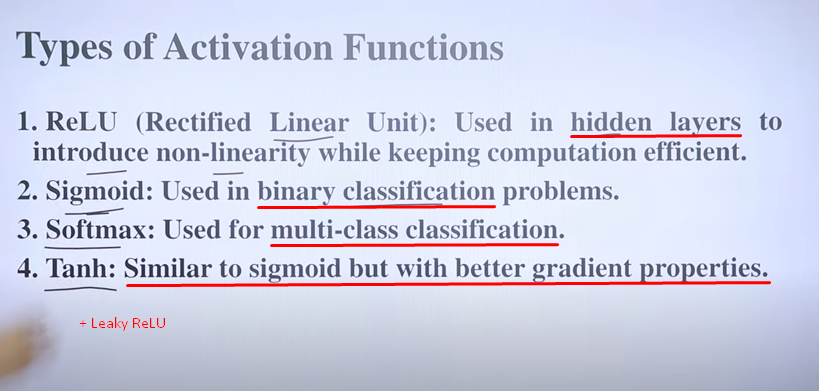 Types of Activation Functions
1. ReLU (Rectified Linear Unit): Used in hidden layers to
introduce non-linearity while keeping computation efficient.
2. Sigmoid: Used in binary classification problems.
3. Softmax: Used for multi-class classification.
4. Tanh: Similar to sigmoid but with better gradient properties.
+ Leaky ReLU